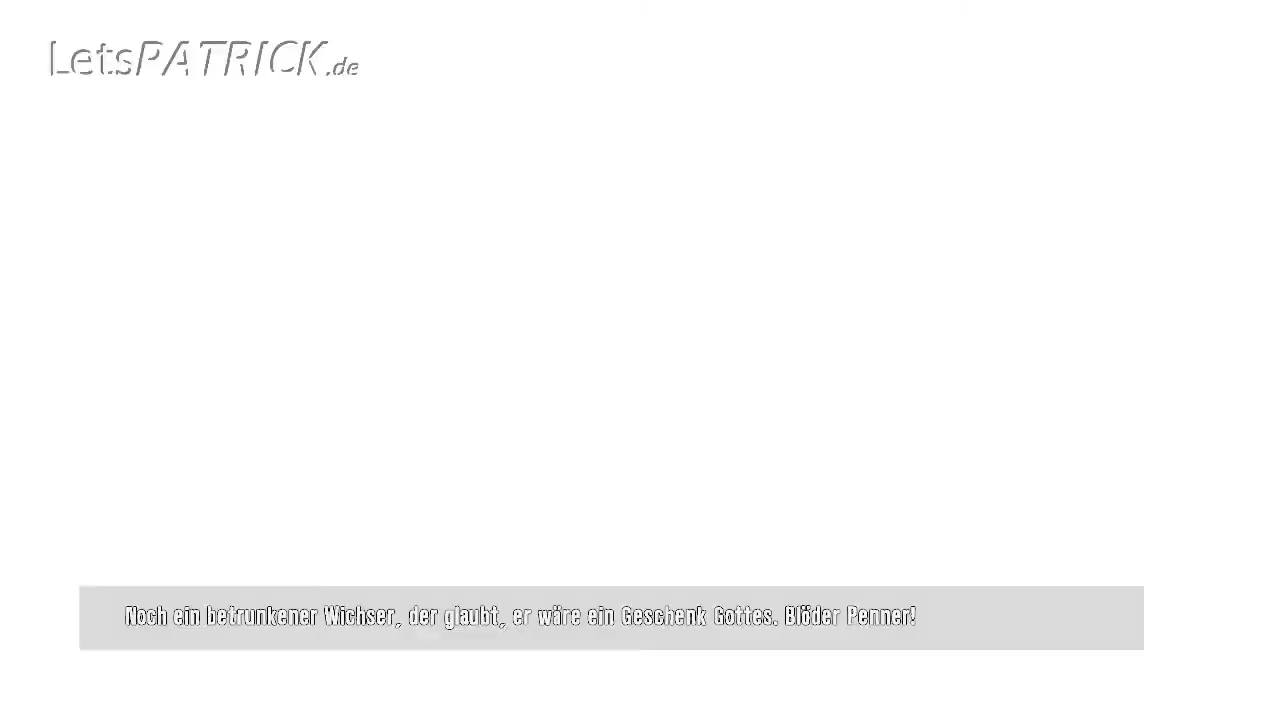 LetsPATRICK.de
Noch ein betrunkener Wichser, der glaubt, er wäre ein Geschenk Gottes. Blöder Penner!